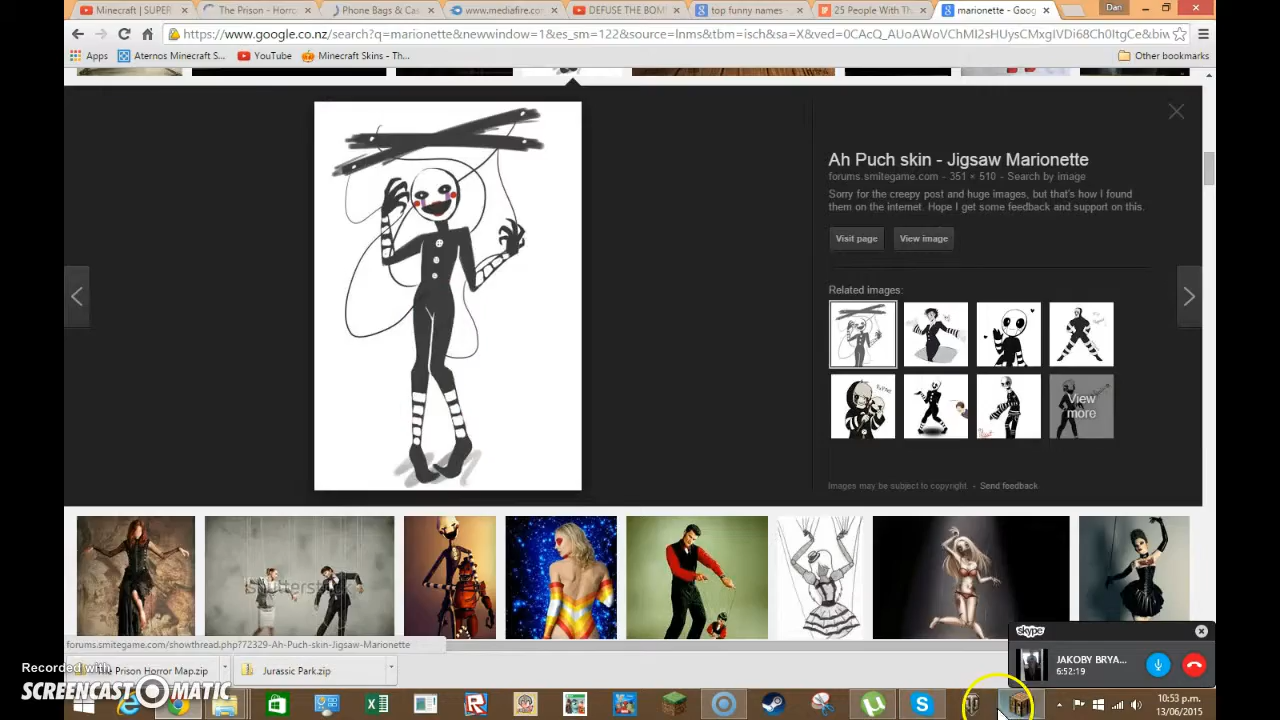 Minecraft | SUPER
The Prison - Horro
Phone Bags & Ca
www.mediafire.com
DEFUSE THE BOM
top funny names -
25 People With Th
marionette - Goog
Dan
https://www.google.co.nz/search?q=marionette&newwindow=1&es_sm=122&source=lnms&tbm=isch&sa=X&ved=0CAcQ_AUoAWoVChMI2sHUysCMxgIVDi68Ch0ItgCe&biw
Apps
Aternos Minecraft S...
YouTube
Minecraft Skins - Th...
Other bookmarks
Ah Puch skin - Jigsaw Marionette
forums.smitegame.com - 351 × 510 - Search by image
Sorry for the creepy post and huge images, but that's how I found
them on the internet. Hope I get some feedback and support on this.
Visit page
View image
Related images:
View
more
Images may be subject to copyright. - Send feedback
shutterstock
forums.smitegame.com/showthread.php?72329-Ah-Puch-skin-Jigsaw-Marionette
skype
JAKOBY BRYA...
6:52:19
The Prison Horror Map.zip
Jurassic Park.zip
Recorded with
SCREENCAST MATIC
10:53 p.m.
13/06/2015